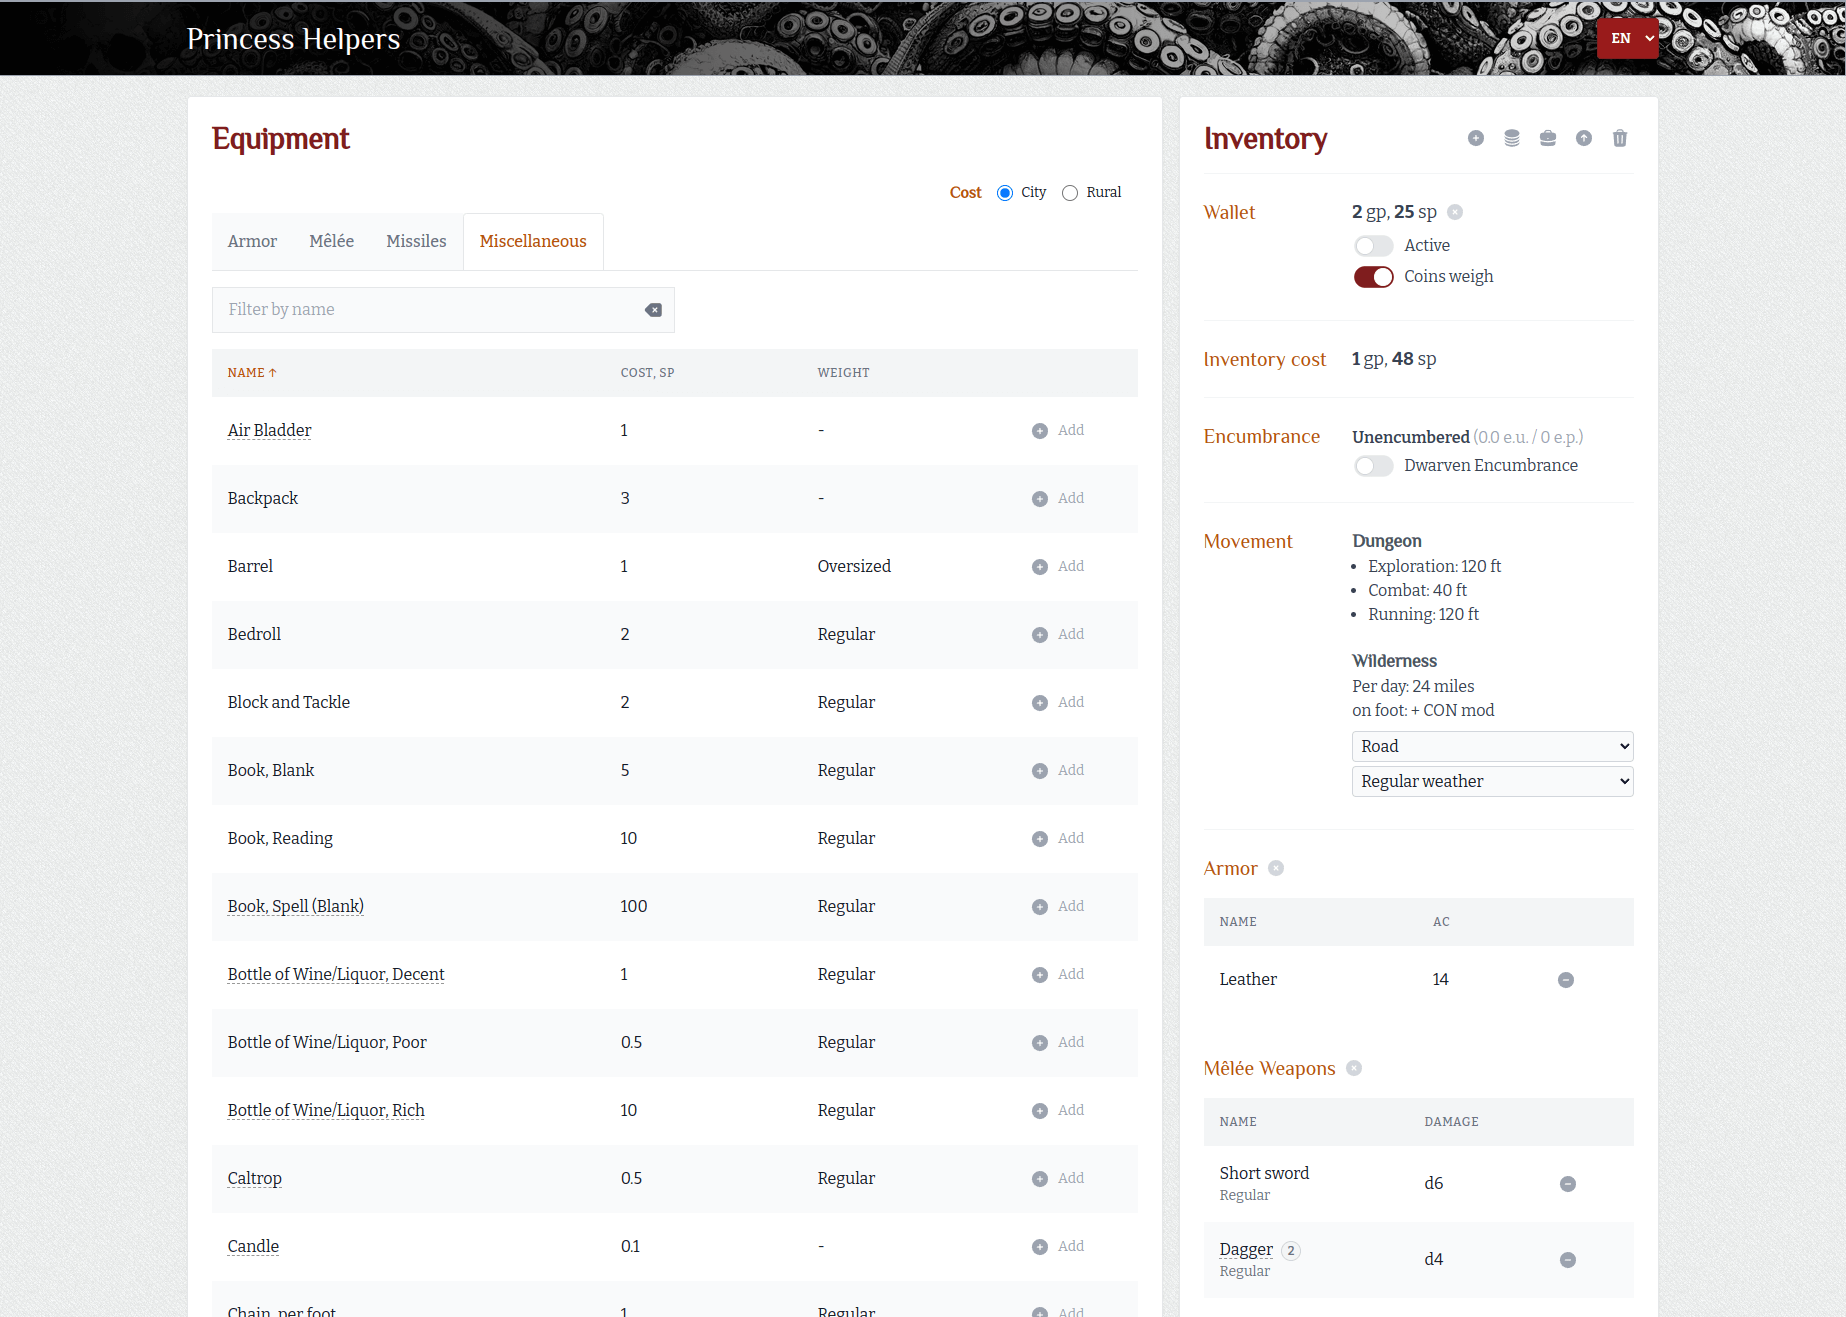 Princess Helpers
EN
Equipment
Cost City Rural
Armor Mêlée Missiles Miscellaneous
Filter by name
NAME ↑ COST, SP WEIGHT
Air Bladder 1 - Add
Backpack 3 - Add
Barrel 1 Oversized Add
Bedroll 2 Regular Add
Block and Tackle 2 Regular Add
Book, Blank 5 Regular Add
Book, Reading 10 Regular Add
Book, Spell (Blank) 100 Regular Add
Bottle of Wine/Liquor, Decent 1 Regular Add
Bottle of Wine/Liquor, Poor 0.5 Regular Add
Bottle of Wine/Liquor, Rich 10 Regular Add
Caltrop 0.5 Regular Add
Candle 0.1 - Add
Chain, per foot 1 Regular Add
Inventory
Wallet 2 gp, 25 sp
Active
Coins weigh
Inventory cost 1 gp, 48 sp
Encumbrance Unencumbered (0.0 e.u. / 0 e.p.)
Dwarven Encumbrance
Movement Dungeon
• Exploration: 120 ft
• Combat: 40 ft
• Running: 120 ft
Wilderness
Per day: 24 miles
on foot: + CON mod
Road
Regular weather
Armor
NAME AC
Leather 14
Mêlée Weapons
NAME DAMAGE
Short sword d6
Regular
Dagger 2 d4
Regular